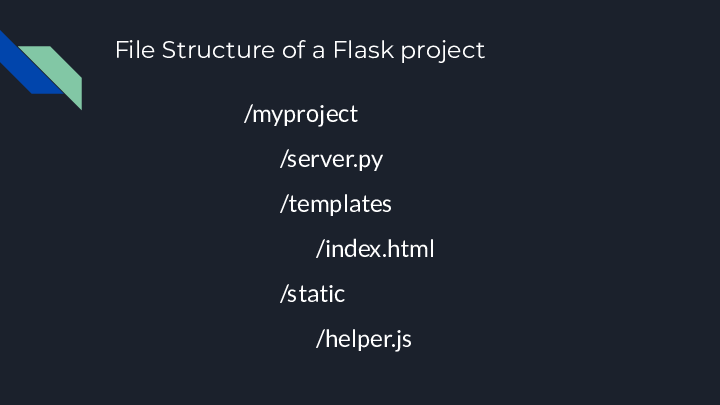 File Structure of a Flask project
/myproject
/server.py
/templates
/index.html
/static
/helper.js